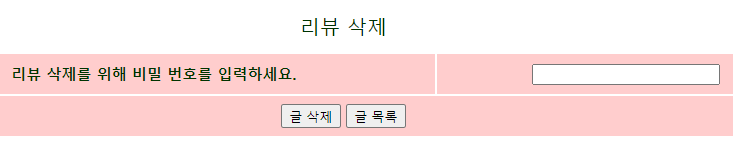 리뷰 삭제
리뷰 삭제를 위해 비밀 번호를 입력하세요.
글 삭제 글 목록